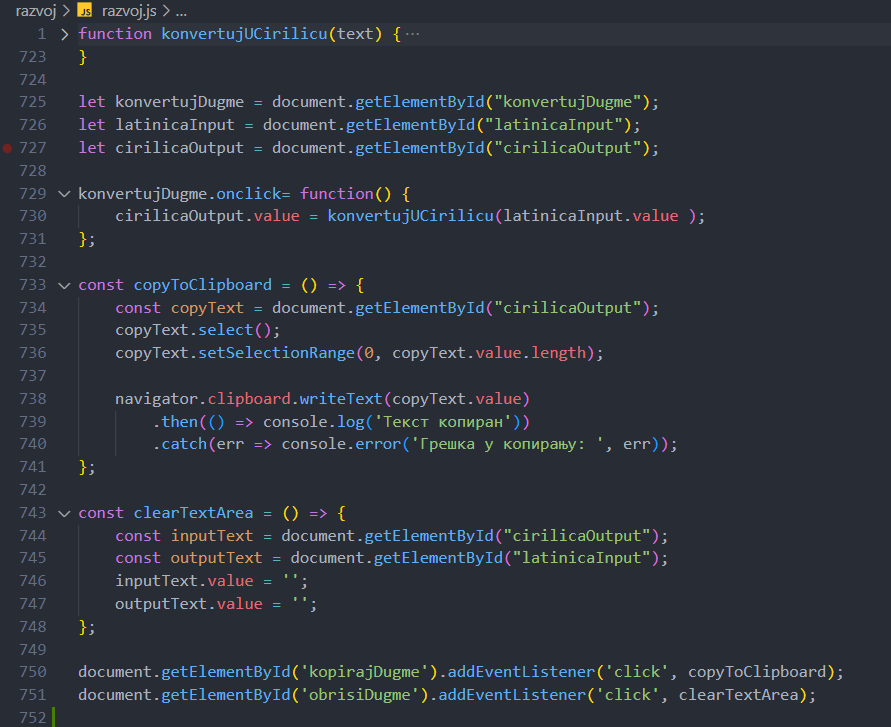 razvoj > JS razvoj.js > ...
1 > function konvertujUCirilicu(text) { ···
723 }
724
725 let konvertujDugme = document.getElementById("konvertujDugme");
726 let latinicaInput = document.getElementById("latinicaInput");
727 let cirilicaOutput = document.getElementById("cirilicaOutput");
728
729 konvertujDugme.onclick= function() {
730     cirilicaOutput.value = konvertujUCirilicu(latinicaInput.value );
731 };
732
733 const copyToClipboard = () => {
734     const copyText = document.getElementById("cirilicaOutput");
735     copyText.select();
736     copyText.setSelectionRange(0, copyText.value.length);
737
738     navigator.clipboard.writeText(copyText.value)
739         .then(() => console.log('Текст копиран'))
740         .catch(err => console.error('Грешка у копирању: ', err));
741 };
742
743 const clearTextArea = () => {
744     const inputText = document.getElementById("cirilicaOutput");
745     const outputText = document.getElementById("latinicaInput");
746     inputText.value = '';
747     outputText.value = '';
748 };
749
750 document.getElementById('kopirajDugme').addEventListener('click', copyToClipboard);
751 document.getElementById('obrisiDugme').addEventListener('click', clearTextArea);
752